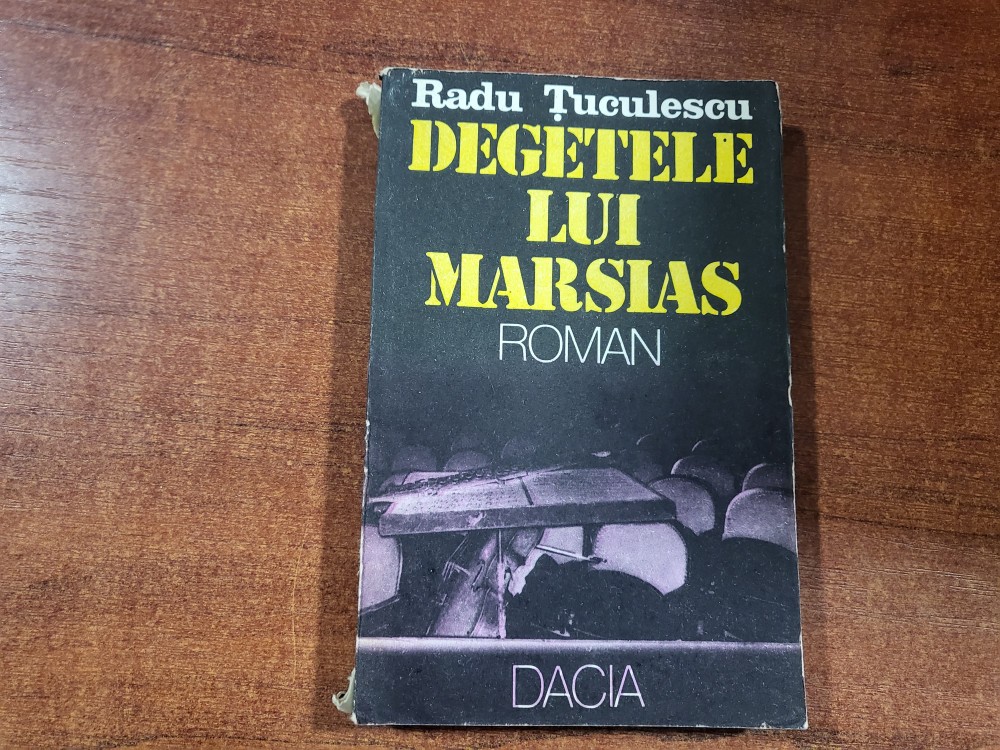 Radu Țuculescu
DEGETELE
LUI
MARSIAS
ROMAN
DACIA